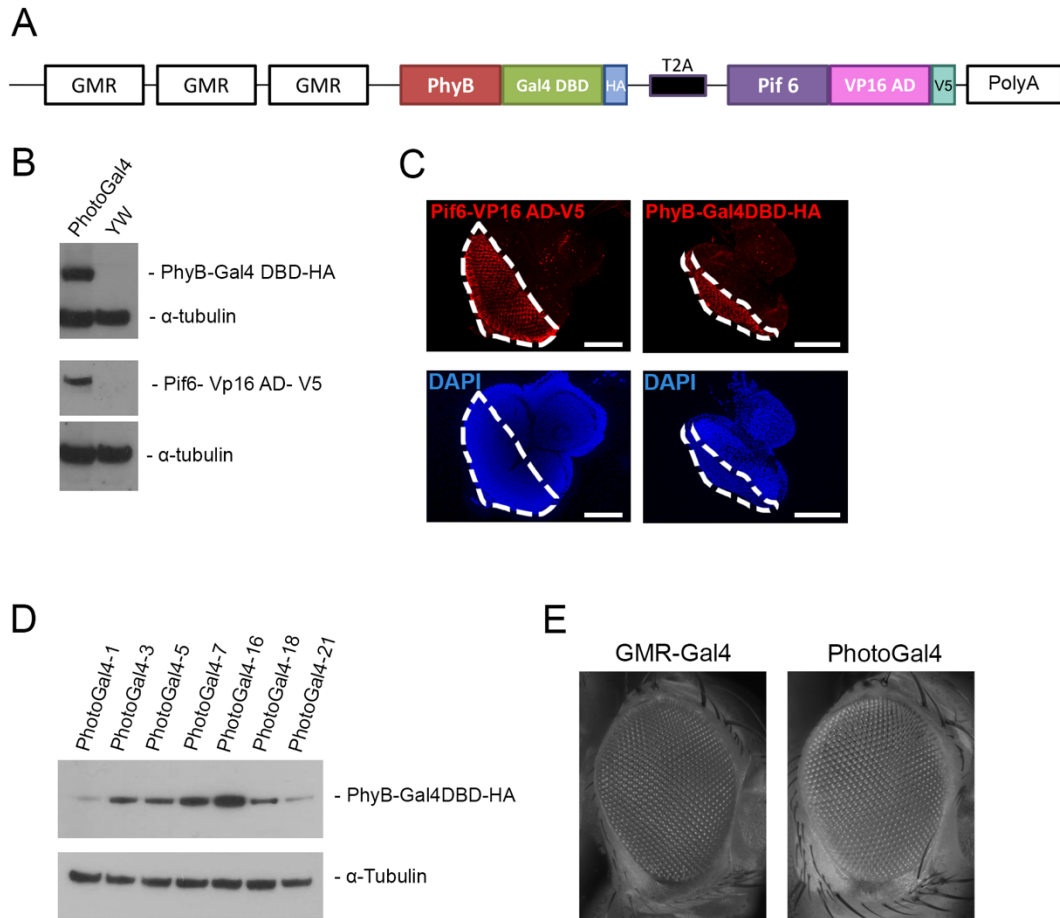 A
GMR
GMR
GMR
PhyB
Gal4 DBD
HA
T2A
Pif 6
VP16 AD
V5
PolyA
B
PhotoGal4
YW
- PhyB-Gal4 DBD-HA
- α-tubulin
- Pif6- Vp16 AD- V5
- α-tubulin
C
Pif6-VP16 AD-V5
PhyB-Gal4DBD-HA
DAPI
DAPI
D
PhotoGal4-1
PhotoGal4-3
PhotoGal4-5
PhotoGal4-7
PhotoGal4-16
PhotoGal4-18
PhotoGal4-21
- PhyB-Gal4DBD-HA
- α-Tubulin
E
GMR-Gal4
PhotoGal4